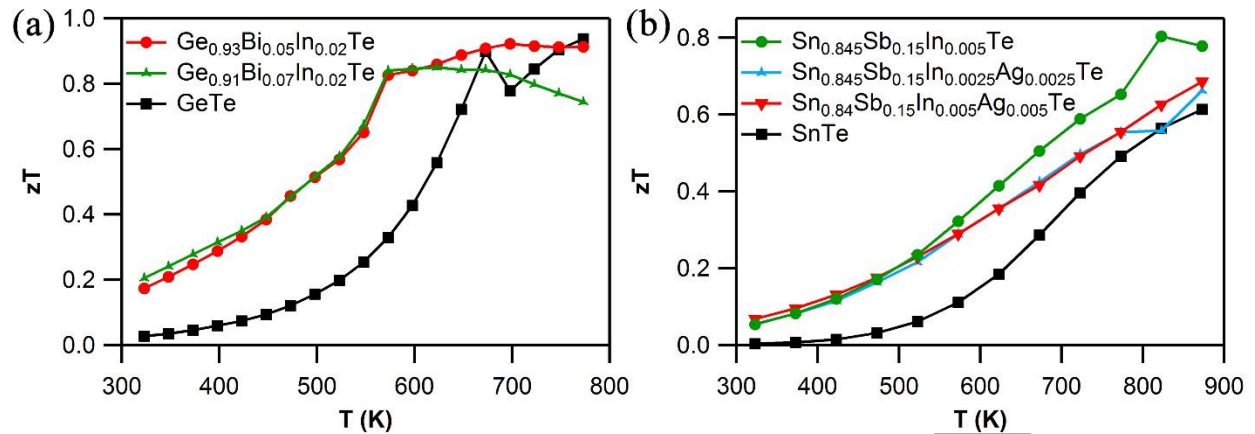 (a)
Ge₀.₉₃Bi₀.₀₅In₀.₀₂Te
Ge₀.₉₁Bi₀.₀₇In₀.₀₂Te
GeTe
zT
1.0
0.8
0.6
0.4
0.2
0.0
300 400 500 600 700 800
T (K)
(b)
Sn₀.₈₄₅Sb₀.₁₅In₀.₀₀₅Te
Sn₀.₈₄₅Sb₀.₁₅In₀.₀₀₂₅Ag₀.₀₀₂₅Te
Sn₀.₈₄Sb₀.₁₅In₀.₀₀₅Ag₀.₀₀₅Te
SnTe
zT
0.8
0.6
0.4
0.2
0.0
300 400 500 600 700 800 900
T (K)